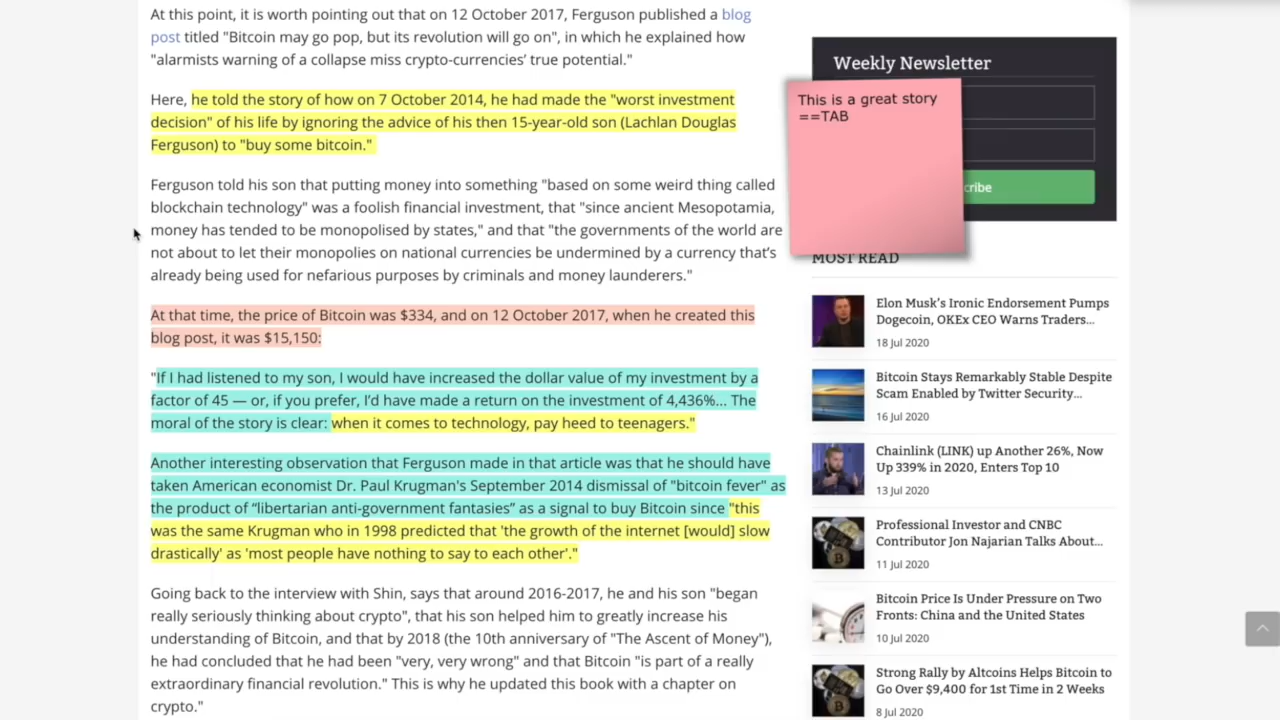 At this point, it is worth pointing out that on 12 October 2017, Ferguson published a blog
post titled "Bitcoin may go pop, but its revolution will go on", in which he explained how
"alarmists warning of a collapse miss crypto-currencies’ true potential."
Here, he told the story of how on 7 October 2014, he had made the "worst investment
decision" of his life by ignoring the advice of his then 15-year-old son (Lachlan Douglas
Ferguson) to "buy some bitcoin."
Ferguson told his son that putting money into something "based on some weird thing called
blockchain technology" was a foolish financial investment, that "since ancient Mesopotamia,
money has tended to be monopolised by states," and that "the governments of the world are
not about to let their monopolies on national currencies be undermined by a currency that’s
already being used for nefarious purposes by criminals and money launderers."
At that time, the price of Bitcoin was $334, and on 12 October 2017, when he created this
blog post, it was $15,150:
"If I had listened to my son, I would have increased the dollar value of my investment by a
factor of 45 — or, if you prefer, I’d have made a return on the investment of 4,436%... The
moral of the story is clear: when it comes to technology, pay heed to teenagers."
Another interesting observation that Ferguson made in that article was that he should have
taken American economist Dr. Paul Krugman's September 2014 dismissal of "bitcoin fever" as
the product of “libertarian anti-government fantasies” as a signal to buy Bitcoin since "this
was the same Krugman who in 1998 predicted that 'the growth of the internet [would] slow
drastically' as 'most people have nothing to say to each other'."
Going back to the interview with Shin, says that around 2016-2017, he and his son "began
really seriously thinking about crypto", that his son helped him to greatly increase his
understanding of Bitcoin, and that by 2018 (the 10th anniversary of "The Ascent of Money"),
he had concluded that he had been "very, very wrong" and that Bitcoin "is part of a really
extraordinary financial revolution." This is why he updated this book with a chapter on
crypto."
Weekly Newsletter
This is a great story
==TAB
cribe
MOST READ
Elon Musk’s Ironic Endorsement Pumps
Dogecoin, OKEx CEO Warns Traders…
18 Jul 2020
Bitcoin Stays Remarkably Stable Despite
Scam Enabled by Twitter Security…
16 Jul 2020
Chainlink (LINK) up Another 26%, Now
Up 339% in 2020, Enters Top 10
13 Jul 2020
Professional Investor and CNBC
Contributor Jon Najarian Talks About…
11 Jul 2020
Bitcoin Price Is Under Pressure on Two
Fronts: China and the United States
10 Jul 2020
Strong Rally by Altcoins Helps Bitcoin to
Go Over $9,400 for 1st Time in 2 Weeks
8 Jul 2020